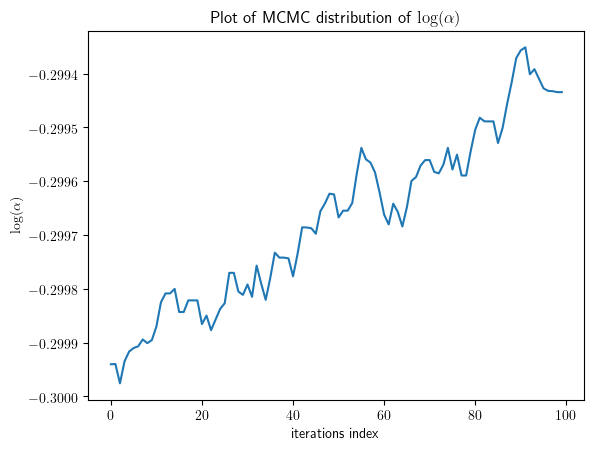 Plot of MCMC distribution of log(α)
−0.2994
−0.2995
−0.2996
−0.2997
−0.2998
−0.2999
−0.3000
log(α)
0 20 40 60 80 100
iterations index